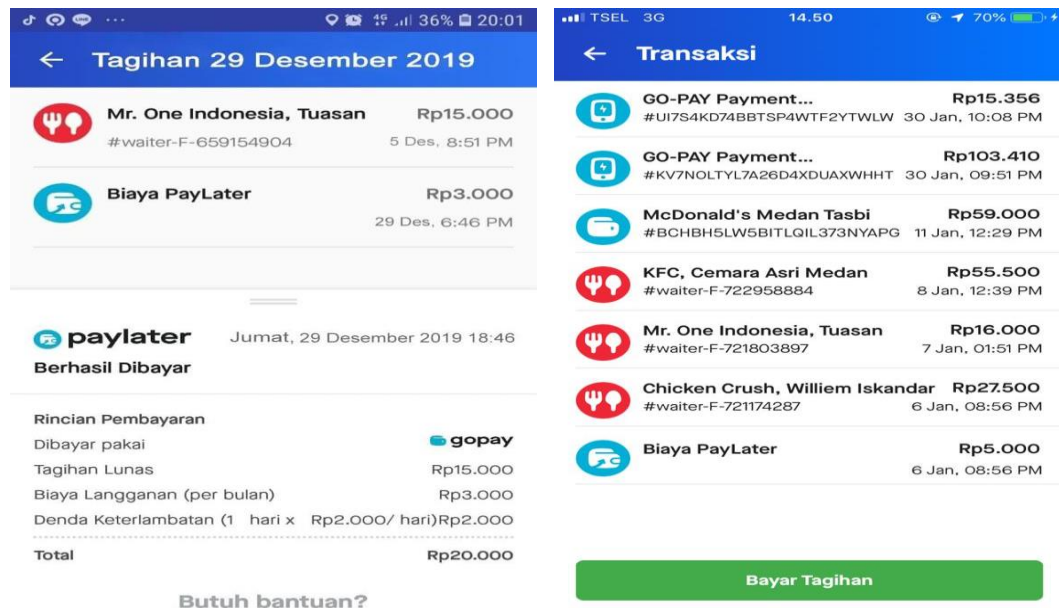 36% 20:01
Tagihan 29 Desember 2019
Mr. One Indonesia, Tuasan Rp15.000
#waiter-F-659154904 5 Des, 8:51 PM
Biaya PayLater Rp3.000
29 Des, 6:46 PM
paylater Jumat, 29 Desember 2019 18:46
Berhasil Dibayar
Rincian Pembayaran
Dibayar pakai gopay
Tagihan Lunas Rp15.000
Biaya Langganan (per bulan) Rp3.000
Denda Keterlambatan (1 hari x Rp2.000/ hari)Rp2.000
Total Rp20.000
Butuh bantuan?
TSEL 3G 14.50 70%
Transaksi
GO-PAY Payment... Rp15.356
#UI7S4KD74BBTSP4WTF2YTWLW 30 Jan, 10:08 PM
GO-PAY Payment... Rp103.410
#KV7NOLTYL7A26D4XDUAXWHHT 30 Jan, 09:51 PM
McDonald's Medan Tasbi Rp59.000
#BCHBH5LW5BITLQIL373NYAPG 11 Jan, 12:29 PM
KFC, Cemara Asri Medan Rp55.500
#waiter-F-722958884 8 Jan, 12:39 PM
Mr. One Indonesia, Tuasan Rp16.000
#waiter-F-721803897 7 Jan, 01:51 PM
Chicken Crush, Williem Iskandar Rp27.500
#waiter-F-721174287 6 Jan, 08:56 PM
Biaya PayLater Rp5.000
6 Jan, 08:56 PM
Bayar Tagihan